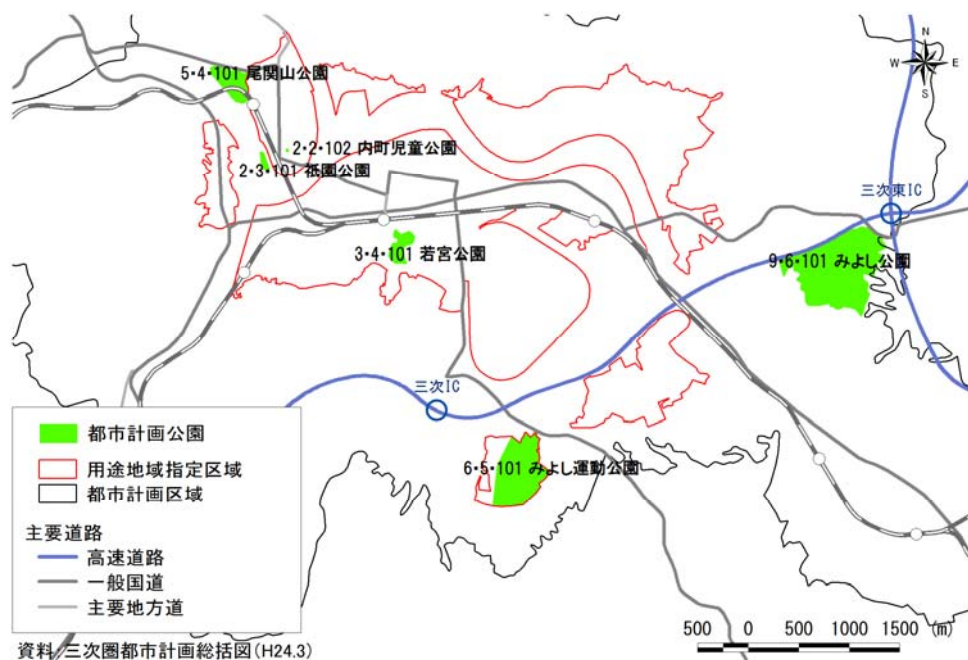 5・4・101 尾関山公園
N
W E
S
2・2・102 内町児童公園
2・3・101 祇園公園
三次東IC
3・4・101 若宮公園
9・6・101 みよし公園
三次IC
6・5・101 みよし運動公園
都市計画公園
用途地域指定区域
都市計画区域
主要道路
高速道路
一般国道
主要地方道
500 0 500 1000 1500 (m)
資料:三次圏都市計画総括図(H24.3)